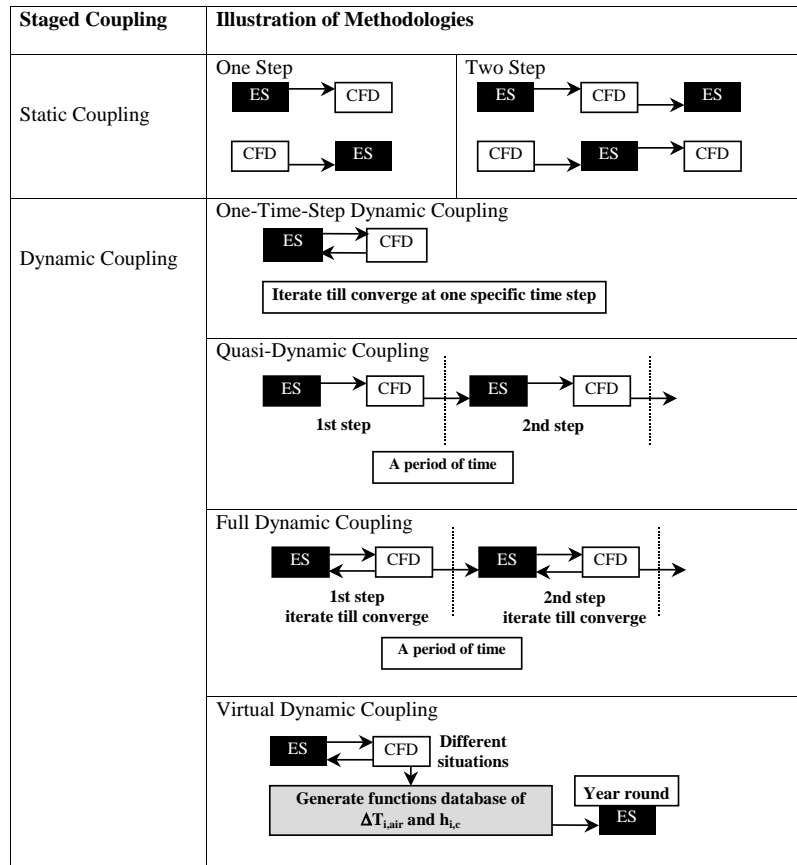 Staged Coupling
Illustration of Methodologies
Static Coupling
One Step
ES CFD
CFD ES
Two Step
ES CFD ES
CFD ES CFD
Dynamic Coupling
One-Time-Step Dynamic Coupling
ES CFD
Iterate till converge at one specific time step
Quasi-Dynamic Coupling
ES CFD ES CFD
1st step 2nd step
A period of time
Full Dynamic Coupling
ES CFD ES CFD
1st step 2nd step
iterate till converge iterate till converge
A period of time
Virtual Dynamic Coupling
ES CFD Different
situations
Generate functions database of
ΔTi,air and hi,c
Year round
ES